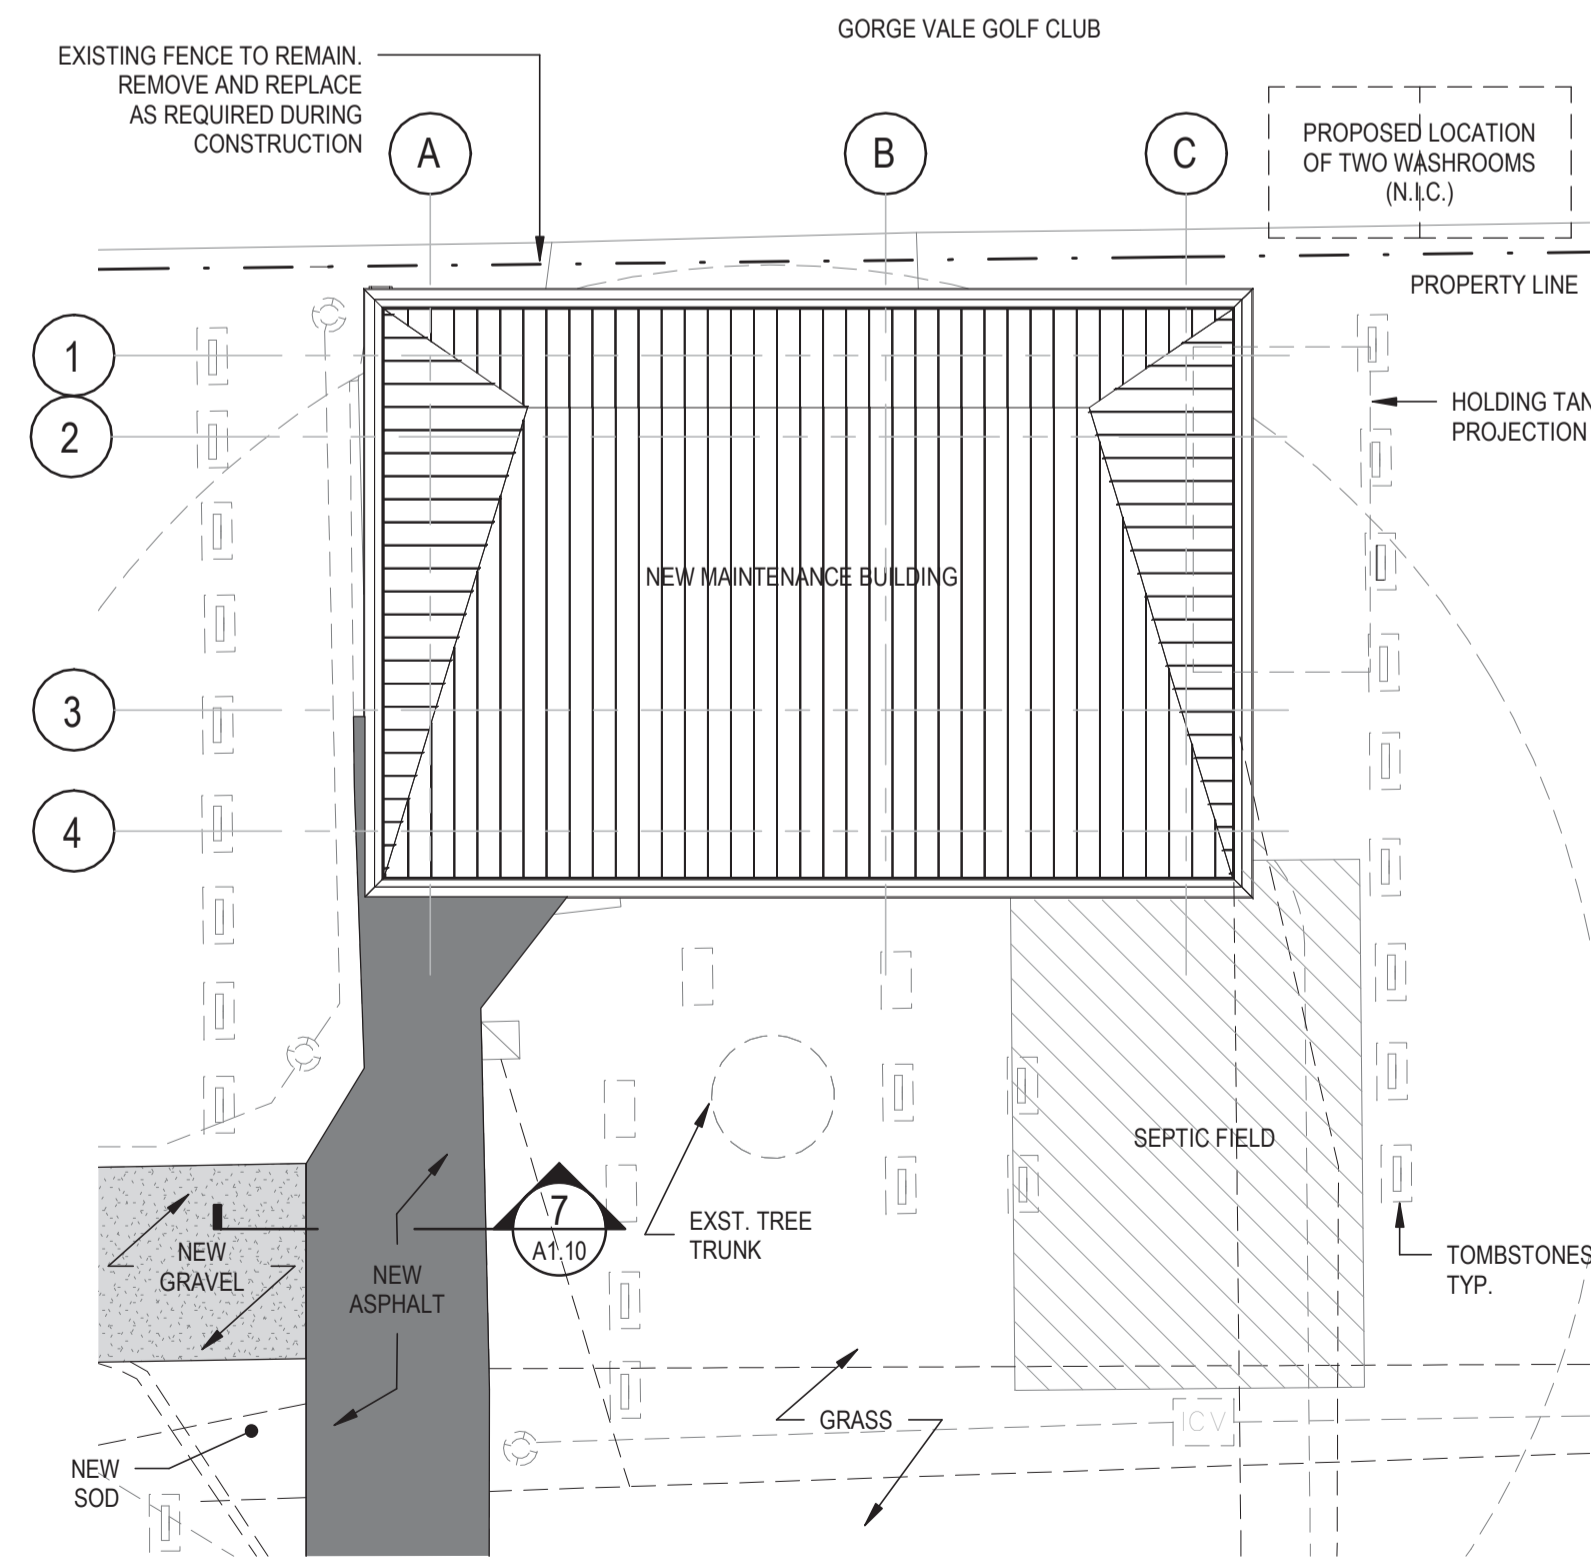 GORGE VALE GOLF CLUB
EXISTING FENCE TO REMAIN.
REMOVE AND REPLACE
AS REQUIRED DURING
CONSTRUCTION
A
B
C
PROPOSED LOCATION
OF TWO WASHROOMS
(N.I.C.)
PROPERTY LINE
1
2
3
4
HOLDING TAN
PROJECTION
NEW MAINTENANCE BUILDING
SEPTIC FIELD
7
A1.10
EXST. TREE
TRUNK
NEW
GRAVEL
NEW
ASPHALT
TOMBSTONES
TYP.
GRASS
ICV
NEW
SOD